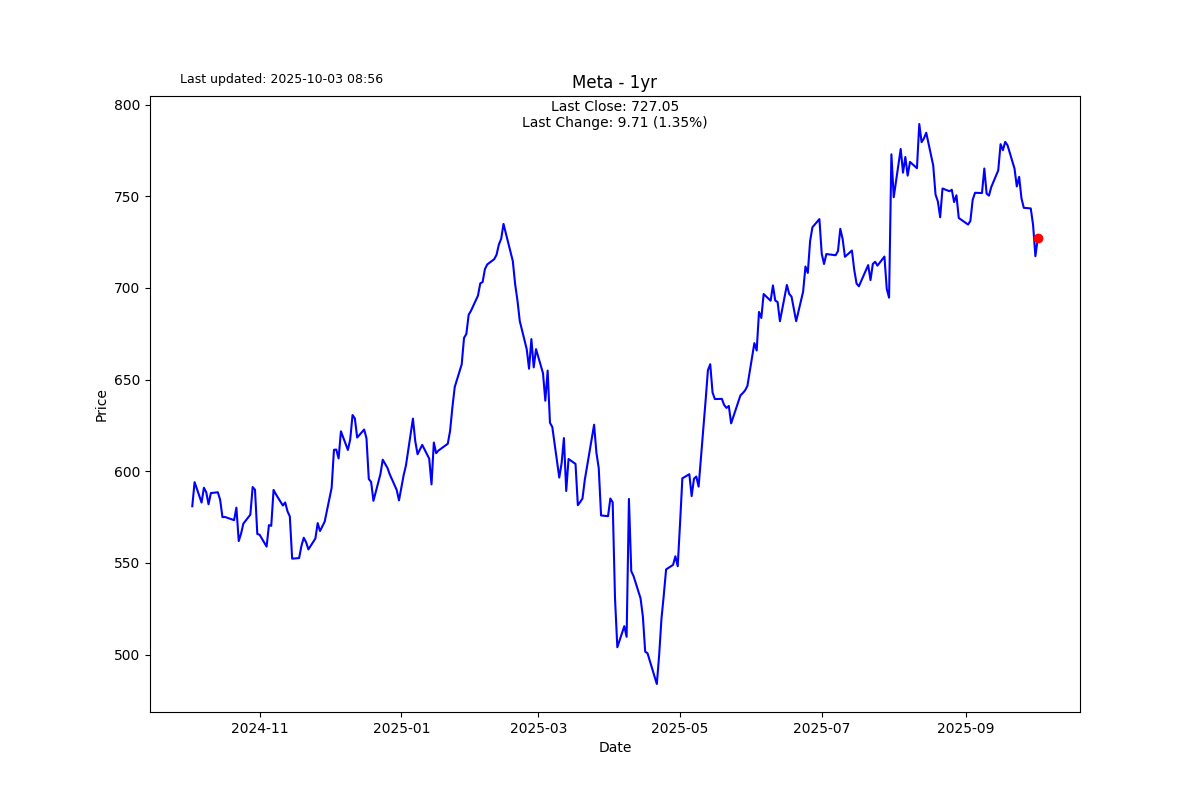 Last updated: 2025-10-03 08:56
Meta - 1yr
Last Close: 727.05
Last Change: 9.71 (1.35%)
800
750
700
650
600
550
500
Price
2024-11
2025-01
2025-03
2025-05
2025-07
2025-09
Date